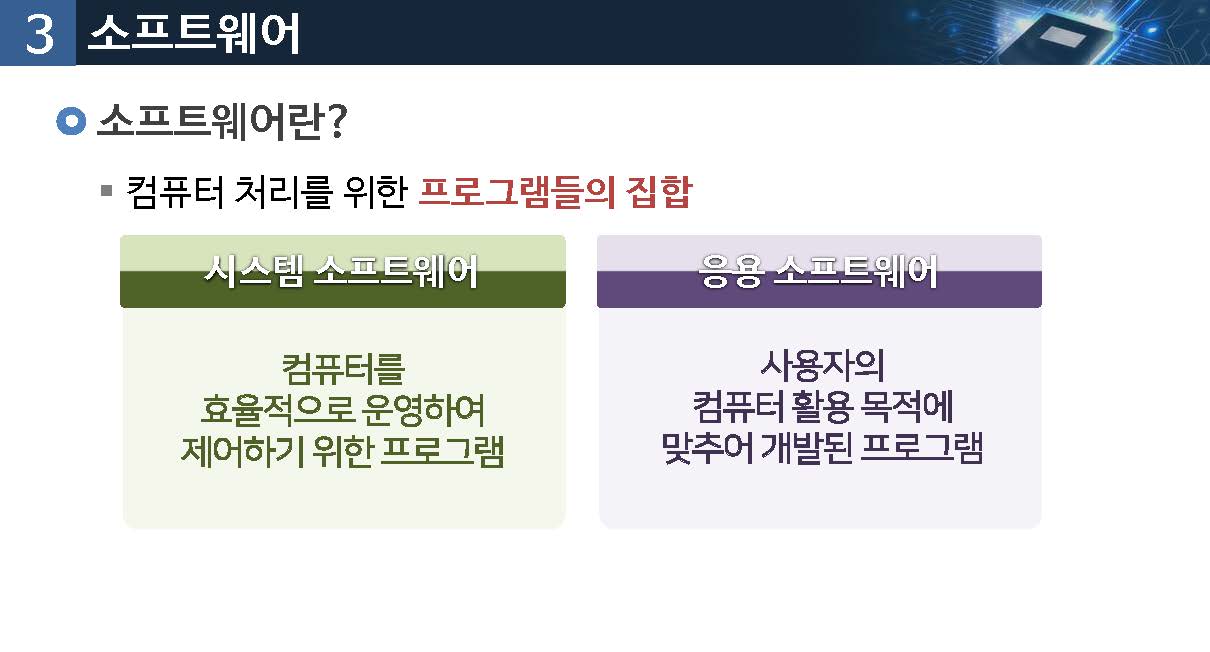 3 소프트웨어
소프트웨어란?
컴퓨터 처리를 위한 프로그램들의 집합
시스템 소프트웨어
컴퓨터를
효율적으로 운영하여
제어하기 위한 프로그램
응용 소프트웨어
사용자의
컴퓨터 활용 목적에
맞추어 개발된 프로그램